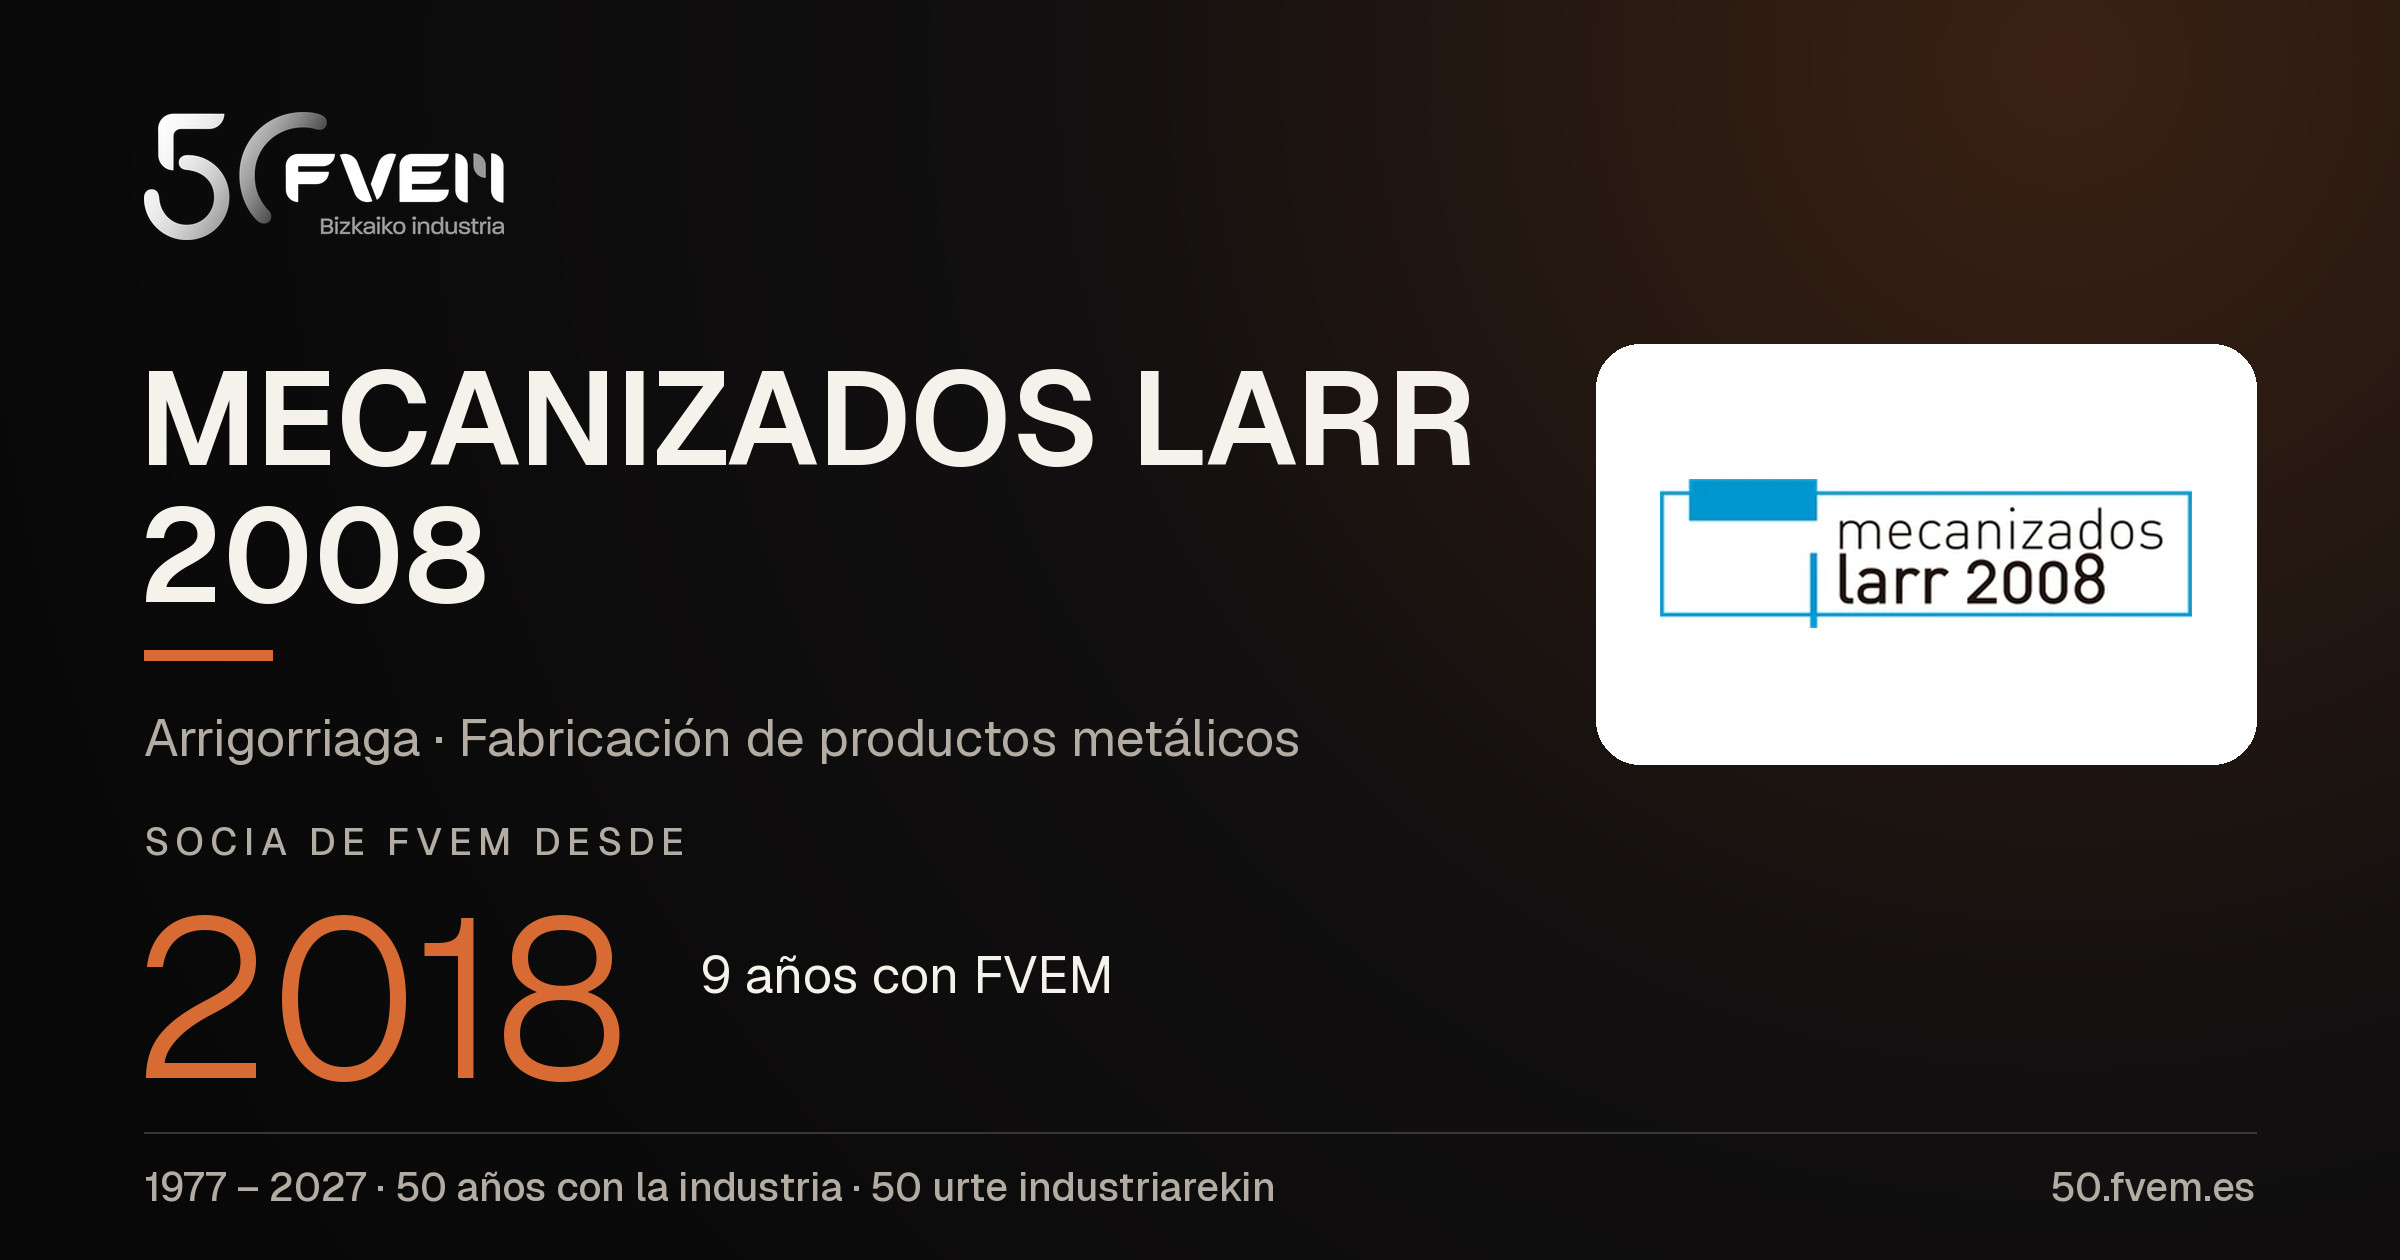 50 FVEM
Bizkaiko industria
MECANIZADOS LARR
2008
mecanizados
larr 2008
Arrigorriaga · Fabricación de productos metálicos
SOCIA DE FVEM DESDE
2018
9 años con FVEM
1977 – 2027 · 50 años con la industria · 50 urte industriarekin
50.fvem.es